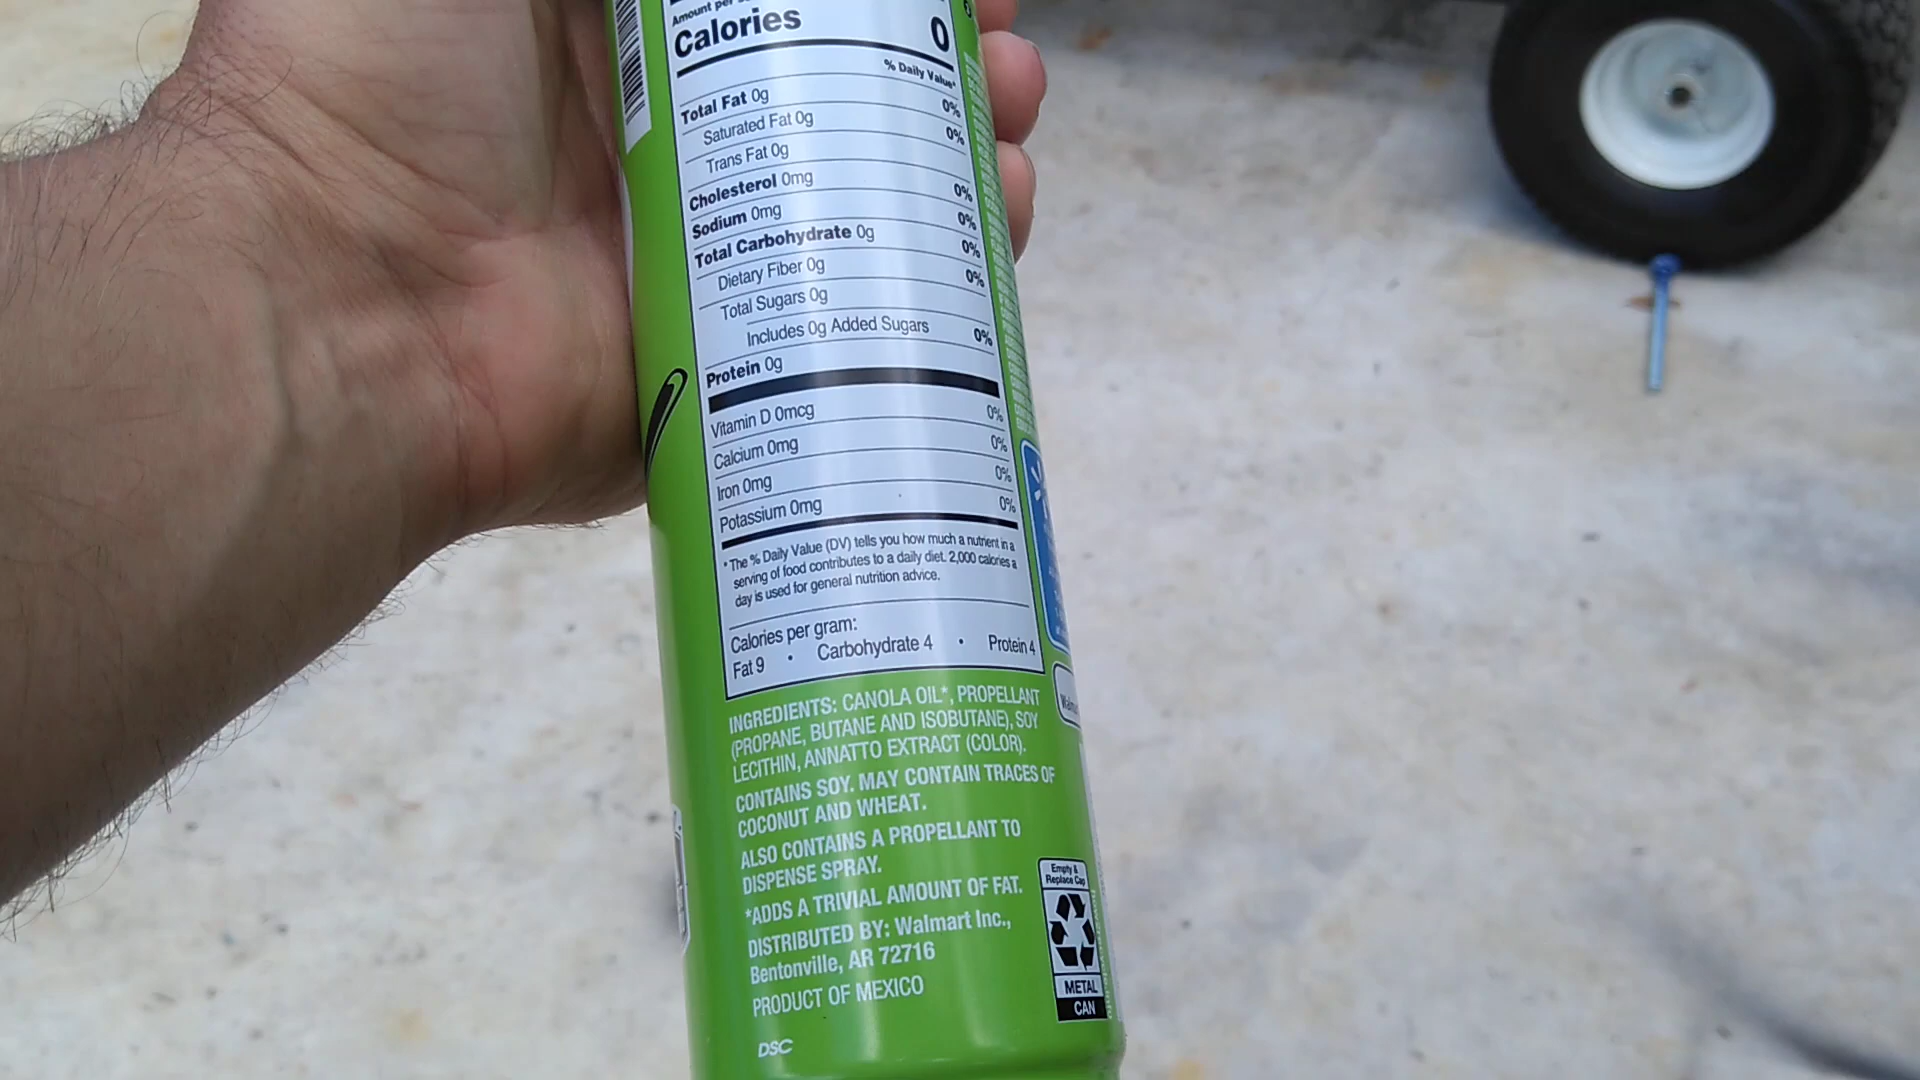 Amount per
Calories 0
% Daily Value*
Total Fat 0g 0%
Saturated Fat 0g 0%
Trans Fat 0g
Cholesterol 0mg 0%
Sodium 0mg 0%
Total Carbohydrate 0g 0%
Dietary Fiber 0g 0%
Total Sugars 0g
Includes 0g Added Sugars 0%
Protein 0g
Vitamin D 0mcg 0%
Calcium 0mg 0%
Iron 0mg 0%
Potassium 0mg 0%
* The % Daily Value (DV) tells you how much a nutrient in a
serving of food contributes to a daily diet. 2,000 calories a
day is used for general nutrition advice.
Calories per gram:
Fat 9 • Carbohydrate 4 • Protein 4
INGREDIENTS: CANOLA OIL*, PROPELLANT
(PROPANE, BUTANE AND ISOBUTANE), SOY
LECITHIN, ANNATTO EXTRACT (COLOR).
CONTAINS SOY. MAY CONTAIN TRACES OF
COCONUT AND WHEAT.
ALSO CONTAINS A PROPELLANT TO
DISPENSE SPRAY.
*ADDS A TRIVIAL AMOUNT OF FAT.
DISTRIBUTED BY: Walmart Inc.,
Bentonville, AR 72716
PRODUCT OF MEXICO
DSC
Empty &
Replace Cap
METAL
CAN